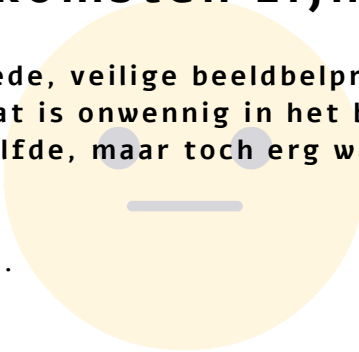 ede, veilige beeldbelpr
at is onwennig in het
lfde, maar toch erg w
.